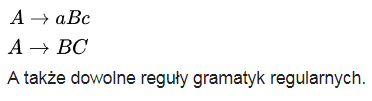 A → aBc
A → BC
A także dowolne reguły gramatyk regularnych.